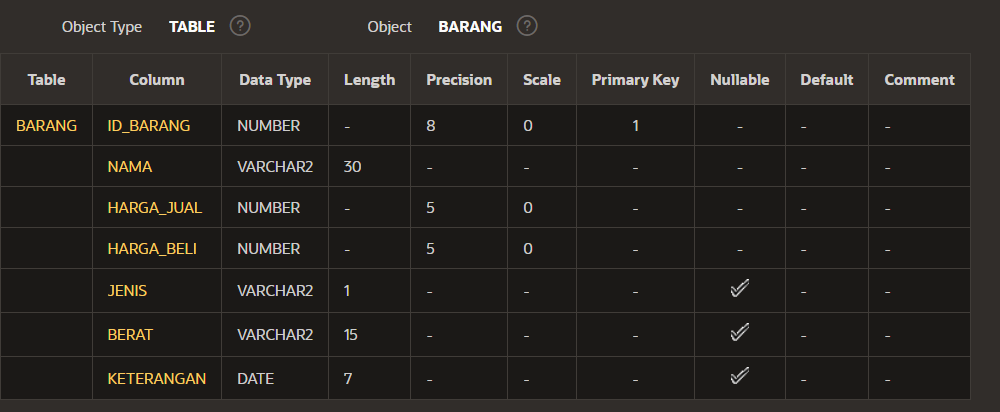 Object Type TABLE ? Object BARANG ?
Table Column Data Type Length Precision Scale Primary Key Nullable Default Comment
BARANG ID_BARANG NUMBER - 8 0 1 - - -
NAMA VARCHAR2 30 - - - - - -
HARGA_JUAL NUMBER - 5 0 - - - -
HARGA_BELI NUMBER - 5 0 - - - -
JENIS VARCHAR2 1 - - - ✓ - -
BERAT VARCHAR2 15 - - - ✓ - -
KETERANGAN DATE 7 - - - ✓ - -